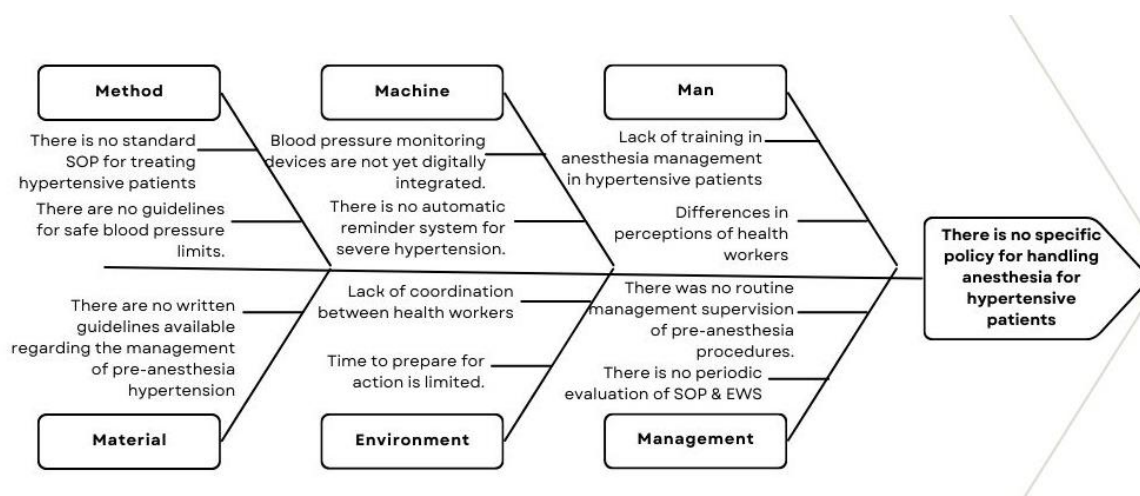 Method
There is no standard
SOP for treating
hypertensive patients
There are no guidelines
for safe blood pressure
limits.
Machine
Blood pressure monitoring
devices are not yet digitally
integrated.
There is no automatic
reminder system for
severe hypertension.
Man
Lack of training in
anesthesia management
in hypertensive patients
Differences in
perceptions of health
workers
There is no specific
policy for handling
anesthesia for
hypertensive
patients
There are no written
guidelines available
regarding the management
of pre-anesthesia
hypertension
Material
Lack of coordination
between health workers
Time to prepare for
action is limited.
Environment
There was no routine
management supervision
of pre-anesthesia
procedures.
There is no periodic
evaluation of SOP & EWS
Management